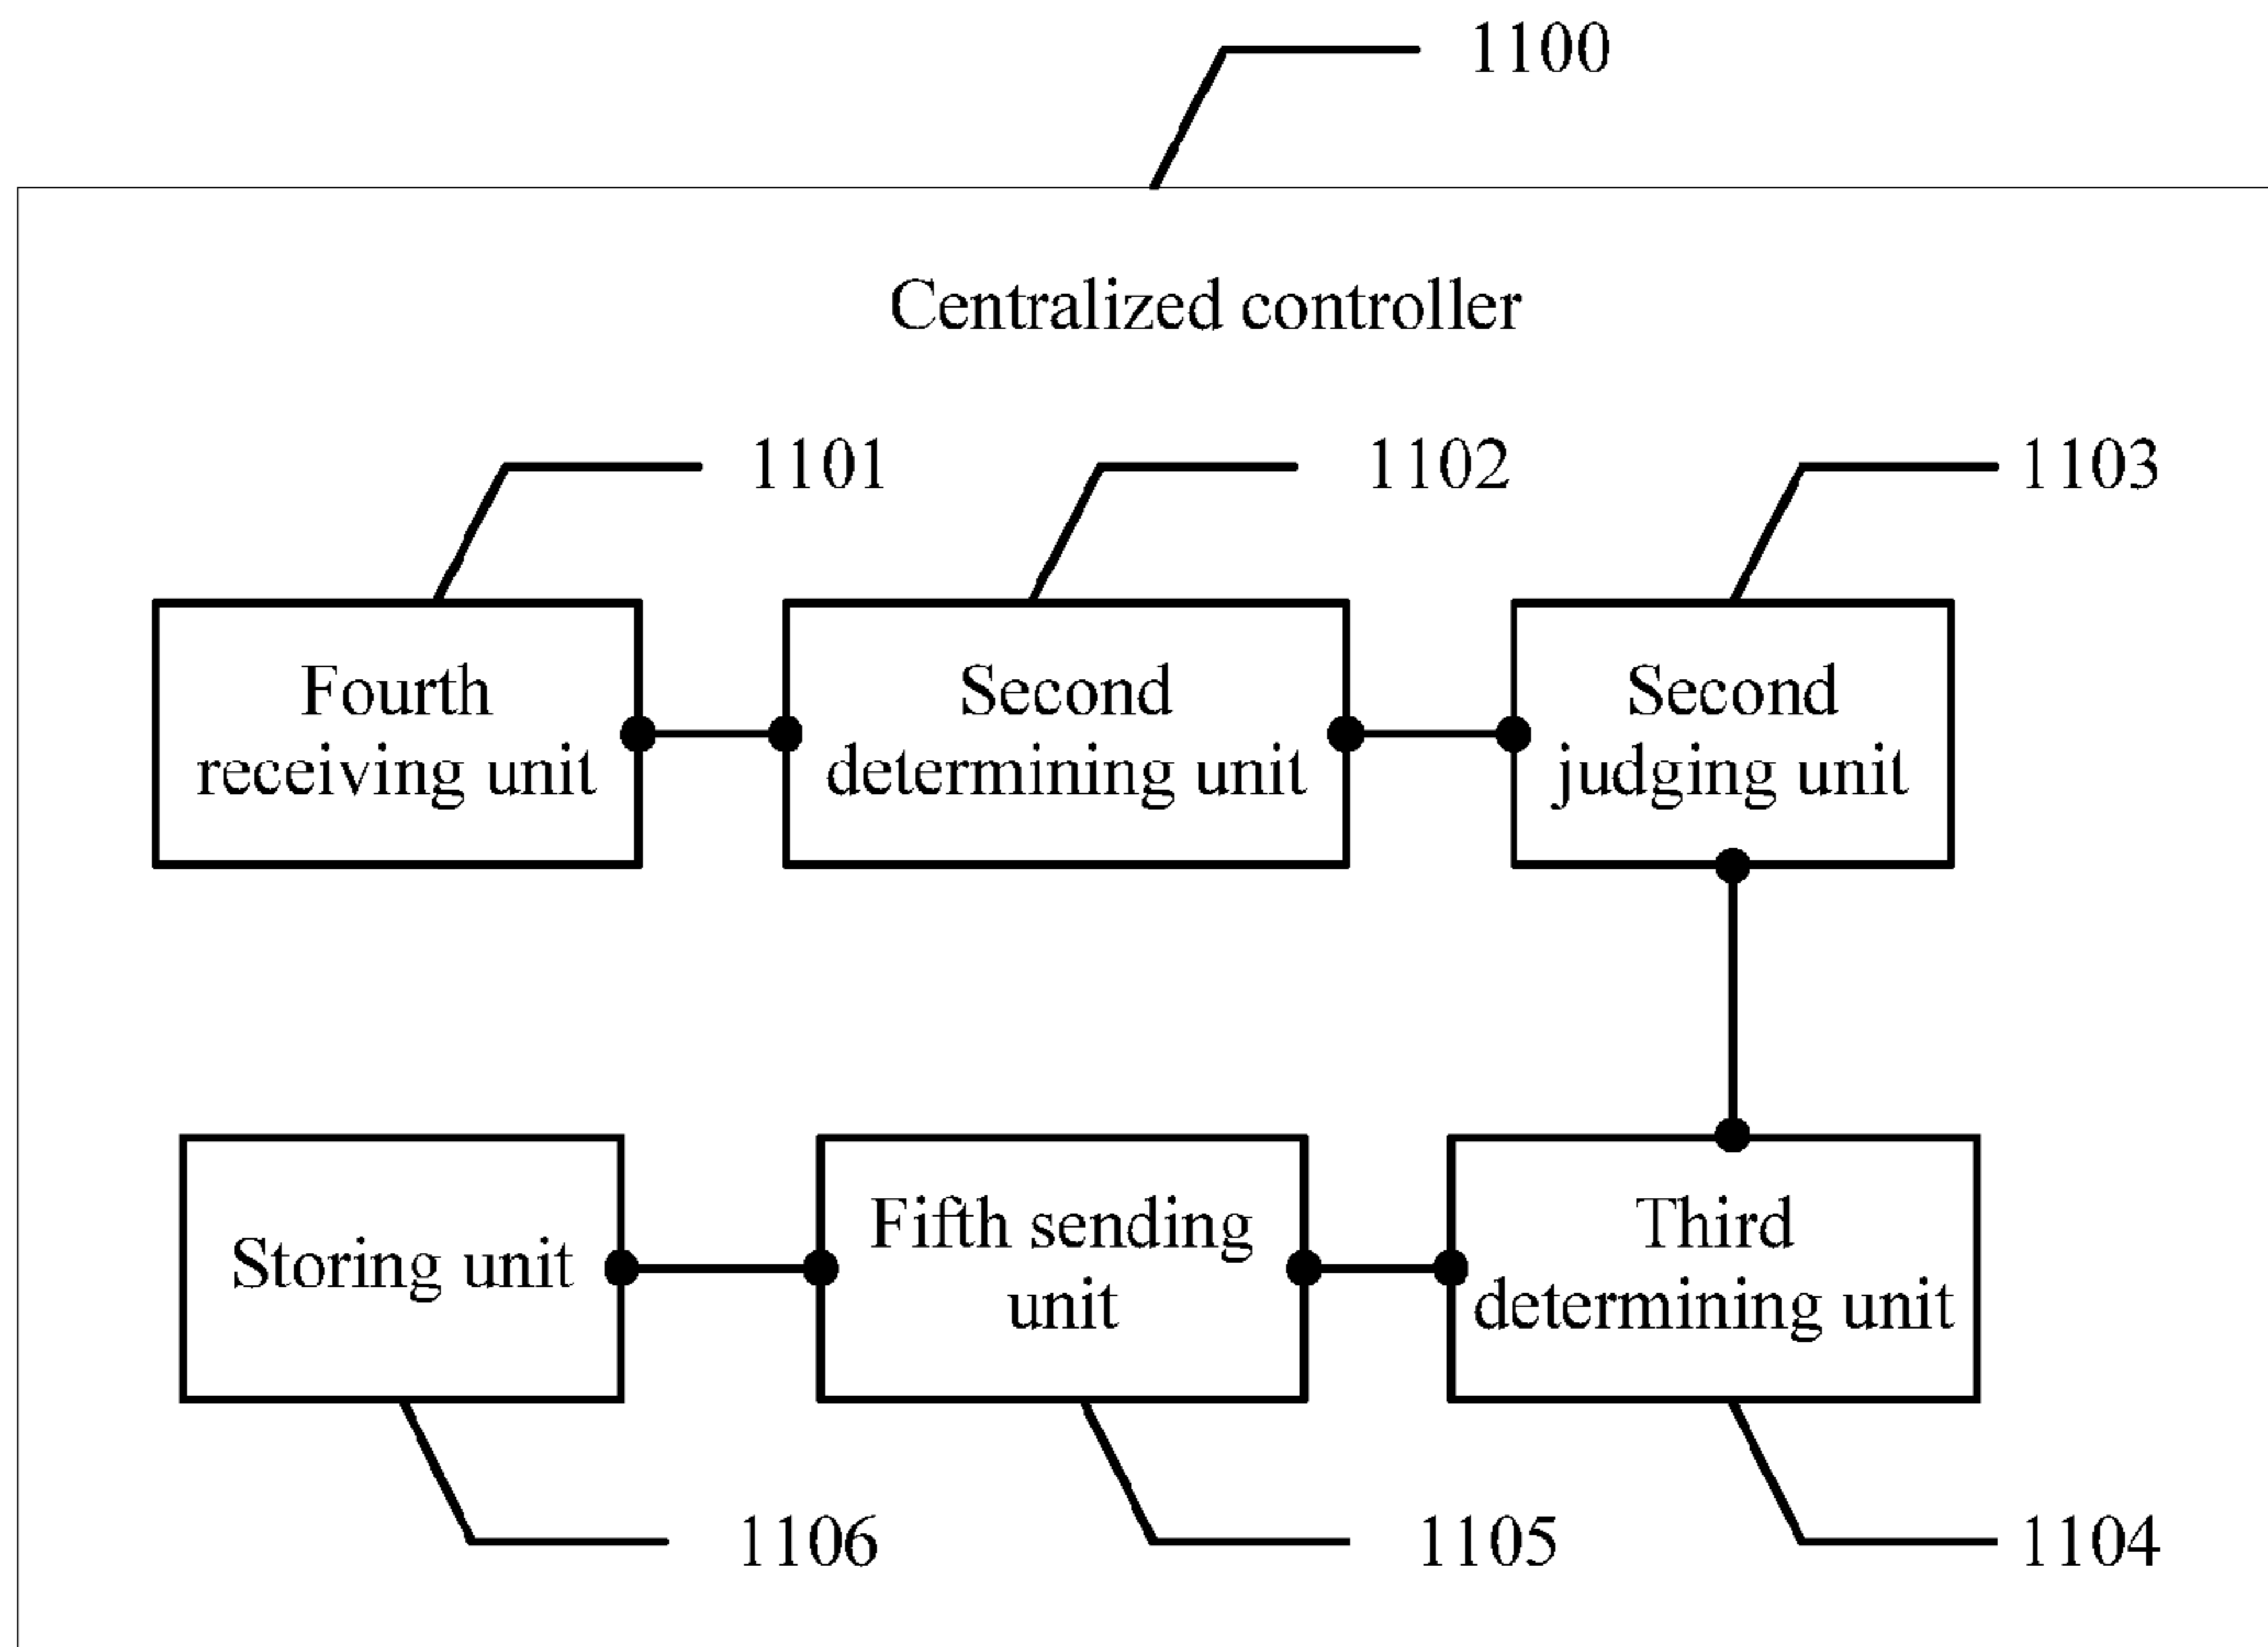 1100
Centralized controller
1101
1102
1103
Fourth
receiving unit
Second
determining unit
Second
judging unit
Storing unit
Fifth sending
unit
Third
determining unit
1106
1105
1104